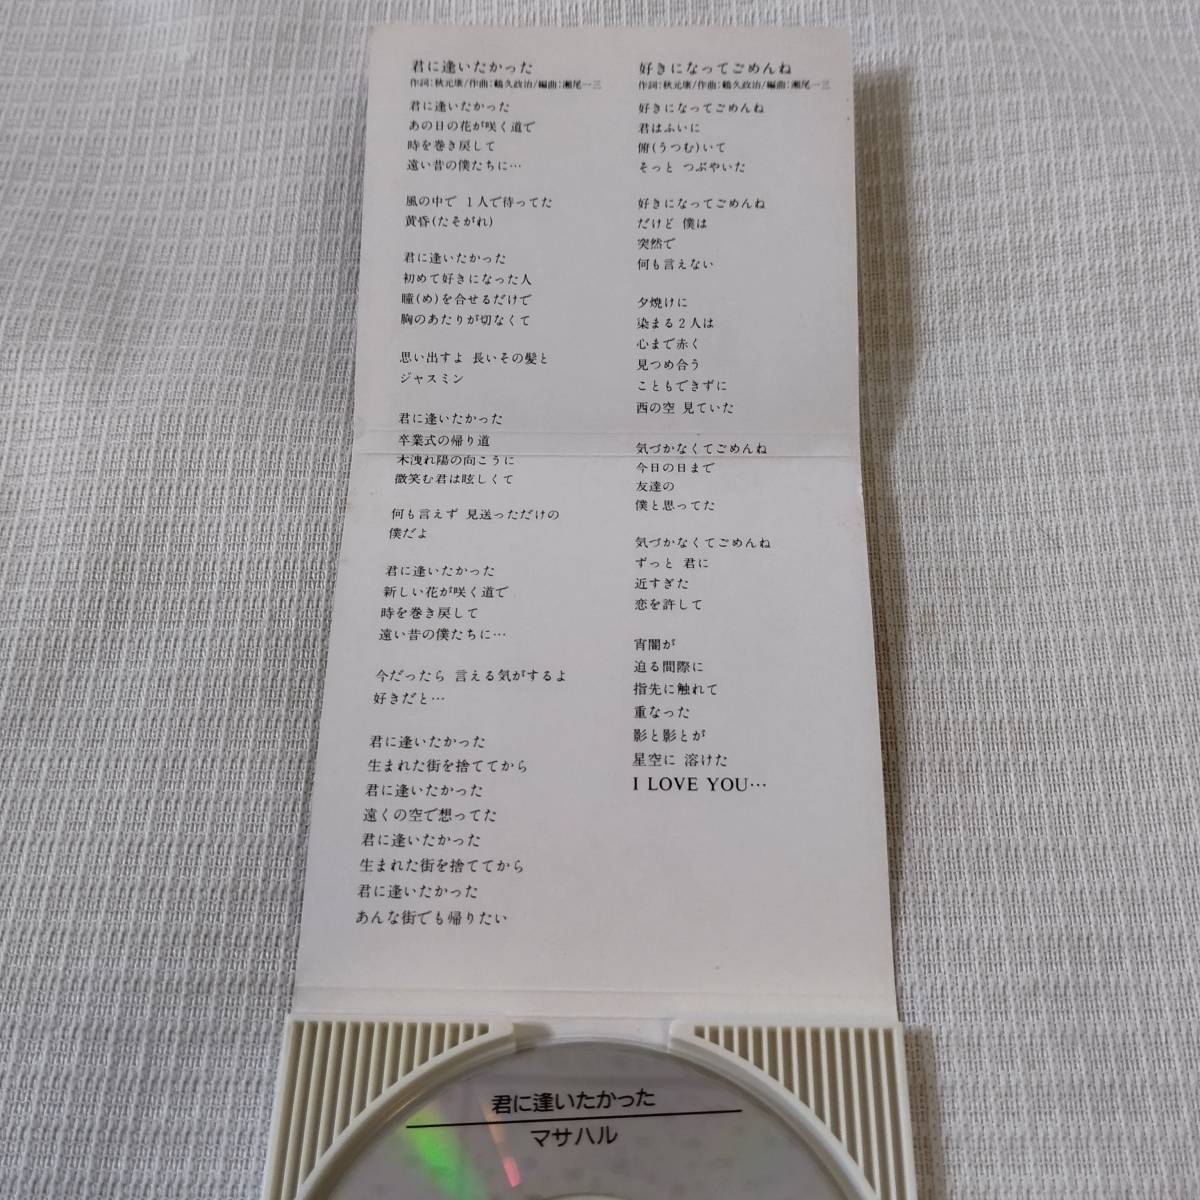 君に逢いたかった
作詞:秋元康/作曲:鶴久政治/編曲:瀬尾一三
君に逢いたかった
あの日の花が咲く道で
時を巻き戻して
遠い昔の僕たちに…
風の中で 1人で待ってた
黄昏(たそがれ)
君に逢いたかった
初めて好きになった人
瞳(め)を合せるだけで
胸のあたりが切なくて
思い出すよ 長いその髪と
ジャスミン
君に逢いたかった
卒業式の帰り道
木洩れ陽の向こうに
微笑む君は眩しくて
何も言えず 見送っただけの
僕だよ
君に逢いたかった
新しい花が咲く道で
時を巻き戻して
遠い昔の僕たちに…
今だったら 言える気がするよ
好きだと…
君に逢いたかった
生まれた街を捨ててから
君に逢いたかった
遠くの空で想ってた
君に逢いたかった
生まれた街を捨ててから
君に逢いたかった
あんな街でも帰りたい
好きになってごめんね
作詞:秋元康/作曲:鶴久政治/編曲:瀬尾一三
好きになってごめんね
君はふいに
俯(うつむ)いて
そっと つぶやいた
好きになってごめんね
だけど 僕は
突然で
何も言えない
夕焼けに
染まる2人は
心まで赤く
見つめ合う
こともできずに
西の空 見ていた
気づかなくてごめんね
今日の日まで
友達の
僕と思ってた
気づかなくてごめんね
ずっと 君に
近すぎた
恋を許して
宵闇が
迫る間際に
指先に触れて
重なった
影と影とが
星空に 溶けた
I LOVE YOU…
君に逢いたかった
マサハル